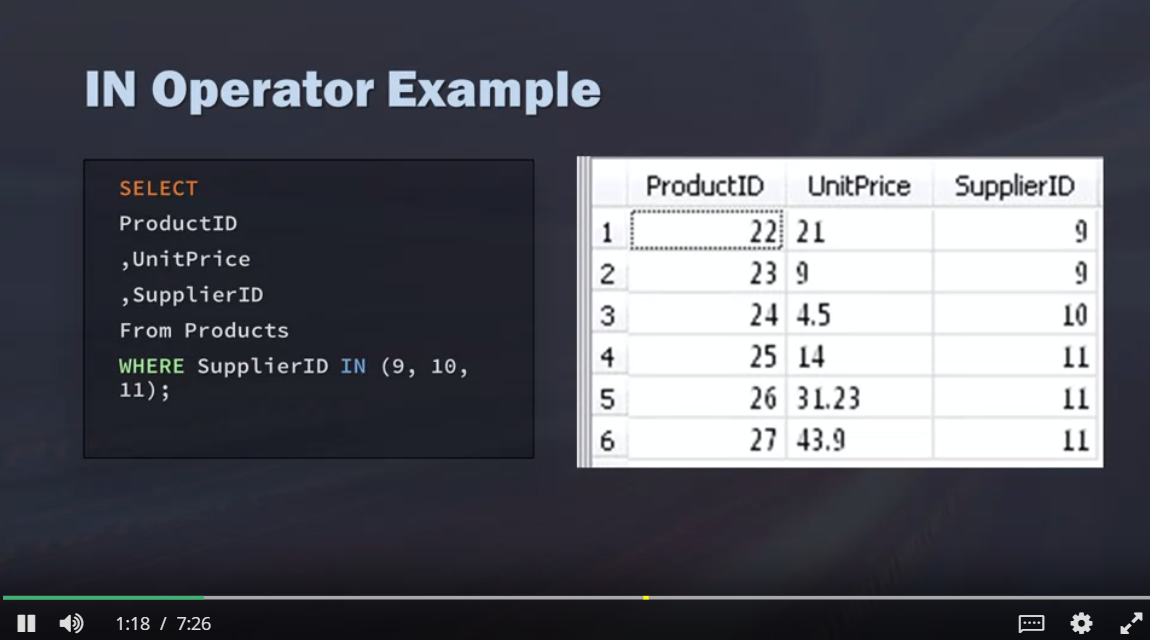 IN Operator Example
SELECT
ProductID
,UnitPrice
,SupplierID
From Products
WHERE SupplierID IN (9, 10,
11);
ProductID UnitPrice SupplierID
1 22 21 9
2 23 9 9
3 24 4.5 10
4 25 14 11
5 26 31.23 11
6 27 43.9 11
1:18 / 7:26